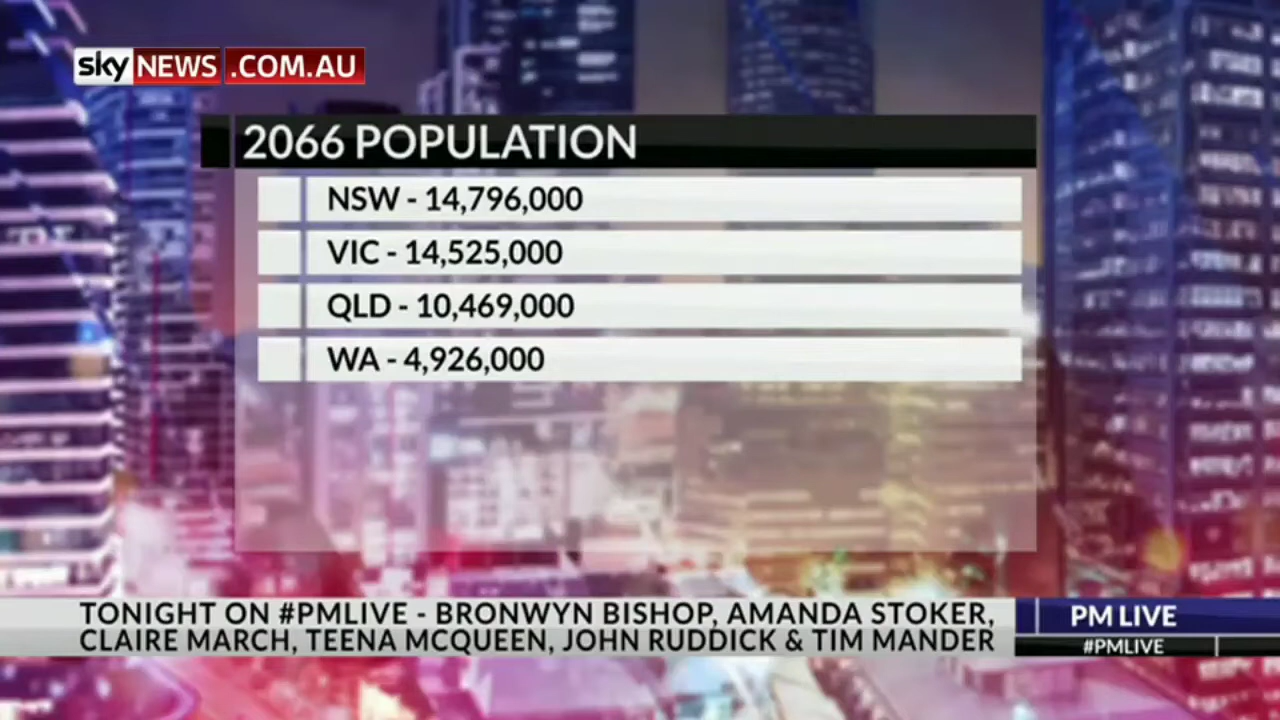 sky NEWS .COM.AU
2066 POPULATION
NSW - 14,796,000
VIC - 14,525,000
QLD - 10,469,000
WA - 4,926,000
TONIGHT ON #PMLIVE - BRONWYN BISHOP, AMANDA STOKER,
CLAIRE MARCH, TEENA MCQUEEN, JOHN RUDDICK & TIM MANDER
PM LIVE
#PMLIVE